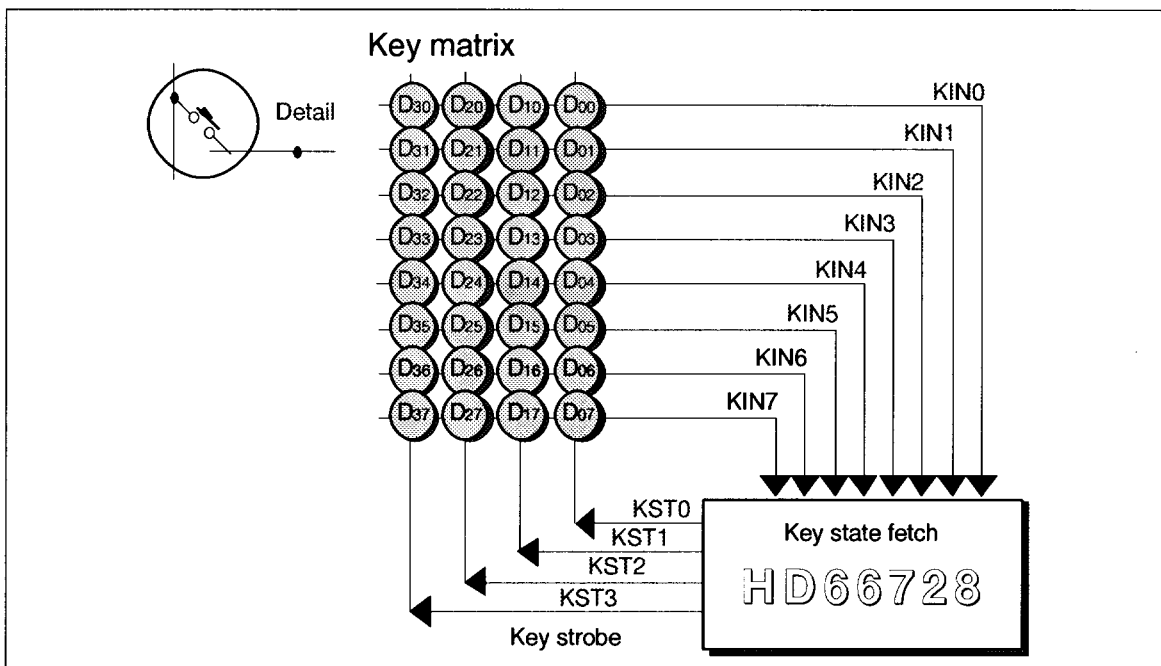 Key matrix
Detail
D30 D20 D10 D00 KIN0
D31 D21 D11 D01 KIN1
D32 D22 D12 D02 KIN2
D33 D23 D13 D03 KIN3
D34 D24 D14 D04 KIN4
D35 D25 D15 D05 KIN5
D36 D26 D16 D06 KIN6
D37 D27 D17 D07 KIN7
KST0
KST1
KST2
KST3
Key strobe
Key state fetch
HD66728